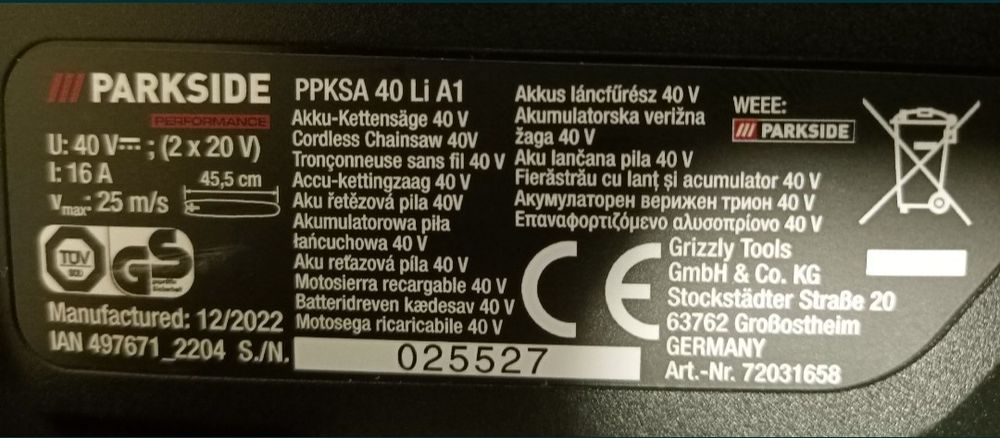 PARKSIDE
PERFORMANCE
U: 40 V⎓ ; (2 x 20 V)
I: 16 A
vmax: 25 m/s
45,5 cm
TÜV
SÜD
GS
geprüfte
Sicherheit
Manufactured: 12/2022
IAN 497671_2204 S./N.
025527
PPKSA 40 Li A1
Akku-Kettensäge 40 V
Cordless Chainsaw 40V
Tronçonneuse sans fil 40 V
Accu-kettingzaag 40 V
Aku řetězová pila 40V
Akumulatorowa piła
łańcuchowa 40 V
Aku reťazová píla 40 V
Motosierra recargable 40 V
Batteridreven kædesav 40 V
Motosega ricaricabile 40 V
Akkus láncfűrész 40 V
Akumulatorska verižna
žaga 40 V
Aku lančana pila 40 V
Fierăstrău cu lanț și acumulator 40 V
Акумулаторен верижен трион 40 V
Επαναφορτιζόμενο αλυσοπρίονο 40 V
CE
Grizzly Tools
GmbH & Co. KG
Stockstädter Straße 20
63762 Großostheim
GERMANY
Art.-Nr. 72031658
WEEE:
PARKSIDE